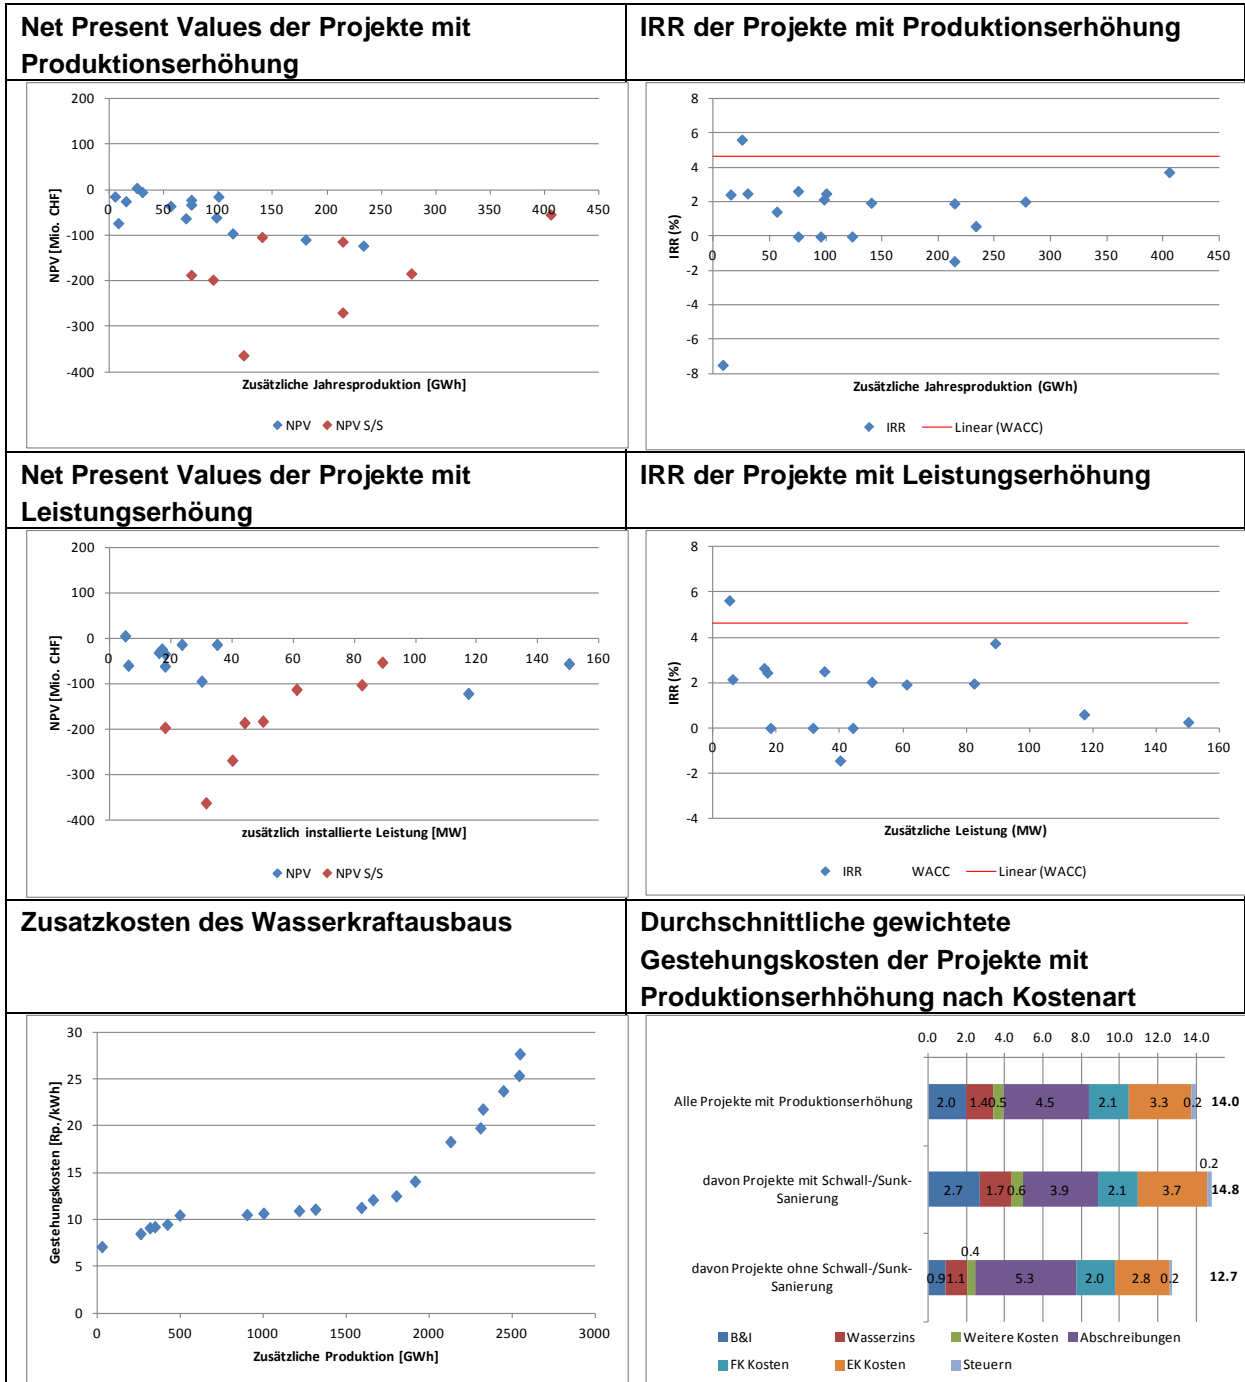 Net Present Values der Projekte mit
Produktionserhöhung
IRR der Projekte mit Produktionserhöhung
200
100
0
-100
-200
-300
-400
0 50 100 150 200 250 300 350 400 450
NPV [Mio. CHF]
Zusätzliche Jahresproduktion [GWh]
NPV NPV S/S
8
6
4
2
0
-2
-4
-6
-8
0 50 100 150 200 250 300 350 400 450
IRR (%)
Zusätzliche Jahresproduktion (GWh)
IRR Linear (WACC)
Net Present Values der Projekte mit
Leistungserhöung
IRR der Projekte mit Leistungserhöhung
200
100
0
-100
-200
-300
-400
0 20 40 60 80 100 120 140 160
NPV [Mio. CHF]
zusätzlich installierte Leistung [MW]
NPV NPV S/S
8
6
4
2
0
-2
-4
0 20 40 60 80 100 120 140 160
IRR (%)
Zusätzliche Leistung (MW)
IRR WACC Linear (WACC)
Zusatzkosten des Wasserkraftausbaus
Durchschnittliche gewichtete
Gestehungskosten der Projekte mit
Produktionserhhöhung nach Kostenart
30
25
20
15
10
5
0
0 500 1000 1500 2000 2500 3000
Gestehungskosten [Rp./kWh]
Zusätzliche Produktion [GWh]
0.0 2.0 4.0 6.0 8.0 10.0 12.0 14.0
Alle Projekte mit Produktionserhöhung
2.0 1.4 0.5 4.5 2.1 3.3 0.2 14.0
davon Projekte mit Schwall-/Sunk-
Sanierung
2.7 1.7 0.6 3.9 2.1 3.7 0.2 14.8
davon Projekte ohne Schwall-/Sunk-
Sanierung
0.9 1.1 0.4 5.3 2.0 2.8 0.2 12.7
B&I Wasserzins Weitere Kosten Abschreibungen
FK Kosten EK Kosten Steuern